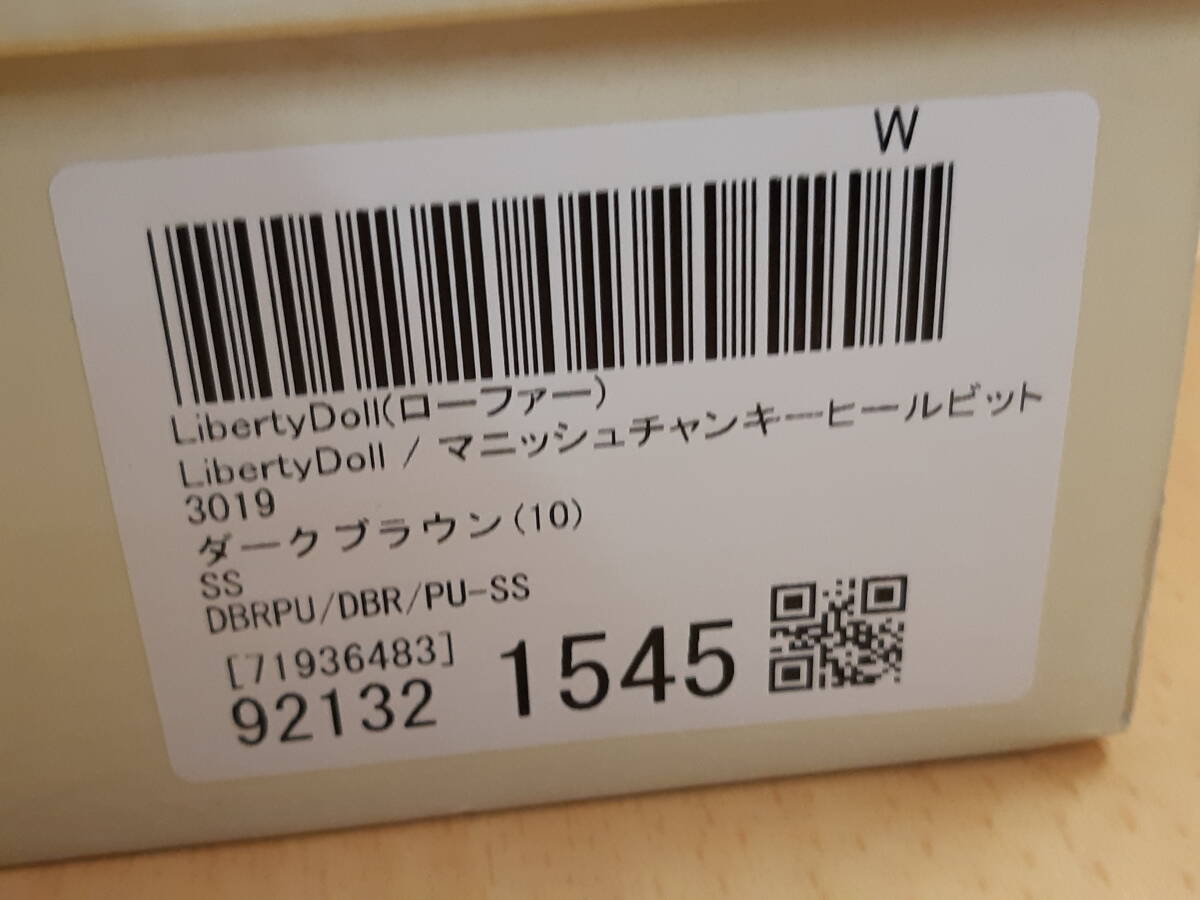 W
LibertyDoll(ローファー)
LibertyDoll / マニッシュチャンキーヒールビット
3019
ダークブラウン(10)
SS
DBRPU/DBR/PU-SS
[71936483]
92132 1545